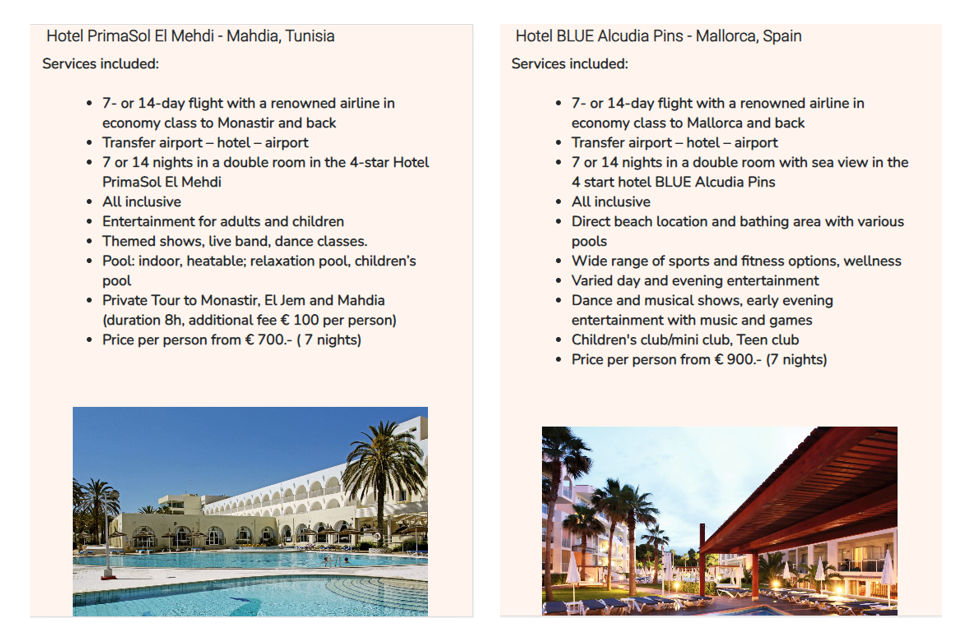 Hotel PrimaSol El Mehdi - Mahdia, Tunisia
Services included:
• 7- or 14-day flight with a renowned airline in
economy class to Monastir and back
• Transfer airport – hotel – airport
• 7 or 14 nights in a double room in the 4-star Hotel
PrimaSol El Mehdi
• All inclusive
• Entertainment for adults and children
• Themed shows, live band, dance classes.
• Pool: indoor, heatable; relaxation pool, children's
pool
• Private Tour to Monastir, El Jem and Mahdia
(duration 8h, additional fee € 100 per person)
• Price per person from € 700.- ( 7 nights)
Hotel BLUE Alcudia Pins - Mallorca, Spain
Services included:
• 7- or 14-day flight with a renowned airline in
economy class to Mallorca and back
• Transfer airport – hotel – airport
• 7 or 14 nights in a double room with sea view in the
4 start hotel BLUE Alcudia Pins
• All inclusive
• Direct beach location and bathing area with various
pools
• Wide range of sports and fitness options, wellness
• Varied day and evening entertainment
• Dance and musical shows, early evening
entertainment with music and games
• Children's club/mini club, Teen club
• Price per person from € 900.- (7 nights)